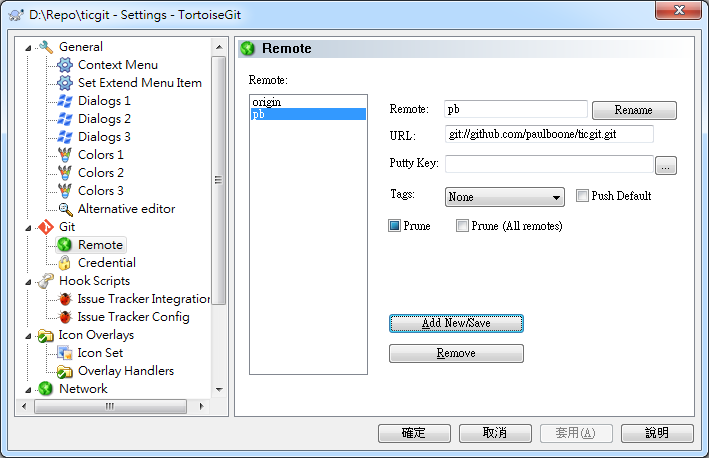 D:\Repo\ticgit - Settings - TortoiseGit
General
Context Menu
Set Extend Menu Item
Dialogs 1
Dialogs 2
Dialogs 3
Colors 1
Colors 2
Colors 3
Alternative editor
Git
Remote
Credential
Hook Scripts
Issue Tracker Integration
Issue Tracker Config
Icon Overlays
Icon Set
Overlay Handlers
Network
Remote
Remote:
origin
pb
Remote: pb Rename
URL: git://github.com/paulboone/ticgit.git
Putty Key: ...
Tags: None Push Default
Prune Prune (All remotes)
Add New/Save
Remove
確定 取消 套用(A) 說明